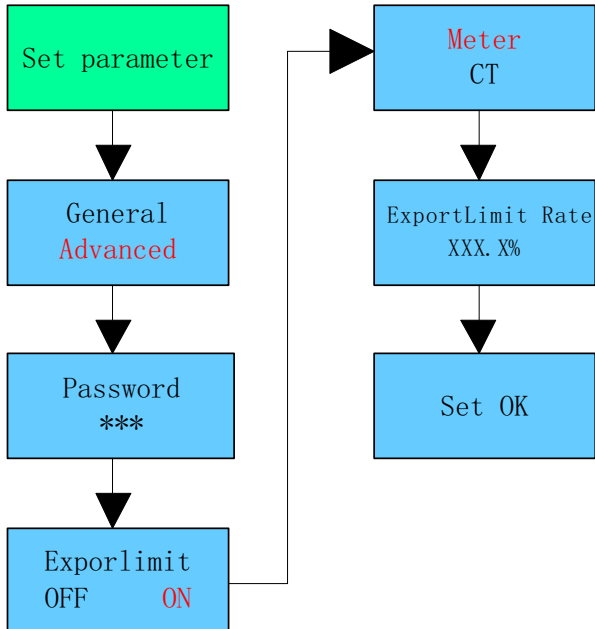 Set parameter
General
Advanced
Password
***
Exporlimit
OFF ON
Meter
CT
ExportLimit Rate
XXX.X%
Set OK